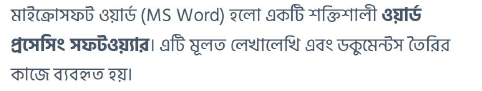 মাইক্রোসফট ওয়ার্ড (MS Word) হলো একটি শক্তিশালী ওয়ার্ড
প্রসেসিং সফটওয়্যার। এটি মূলত লেখালেখি এবং ডকুমেন্টস তৈরির
কাজে ব্যবহৃত হয়।